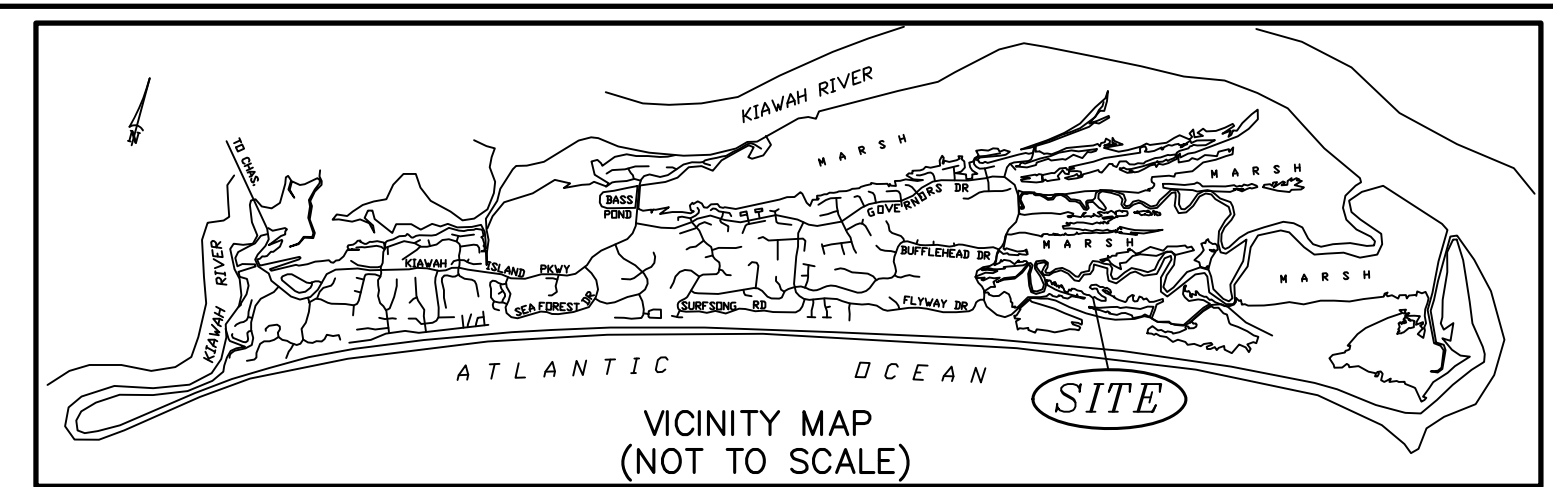 KIAWAH RIVER
N
TO CHAS.
MARSH
MARSH
BASS
POND
GOVERNORS DR
KIAWAH RIVER
MARSH
BUFFLEHEAD DR
KIAWAH ISLAND PKWY
MARSH
SEA FOREST DR
SURFSONG RD
FLYWAY DR
ATLANTIC OCEAN
SITE
VICINITY MAP
(NOT TO SCALE)